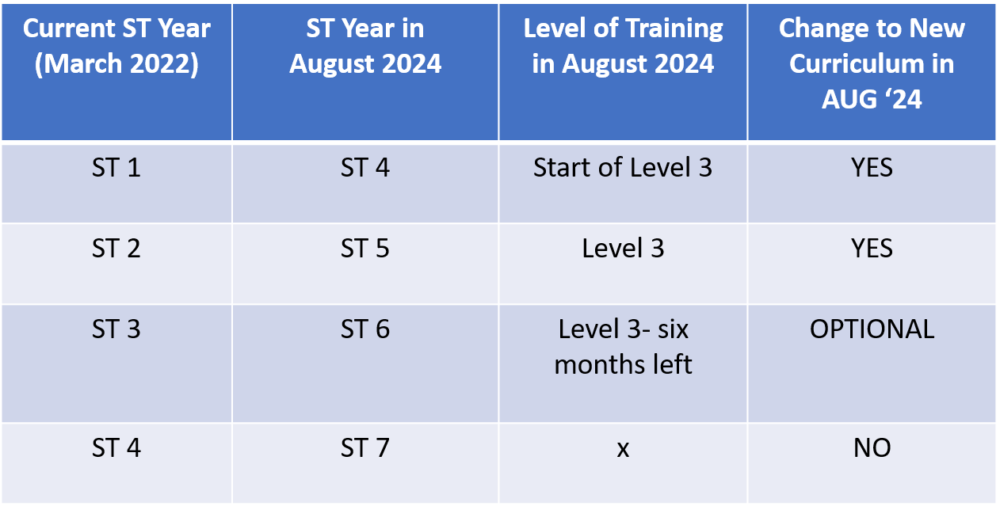 Current ST Year
(March 2022)
ST Year in
August 2024
Level of Training
in August 2024
Change to New
Curriculum in
AUG ‘24
ST 1
ST 4
Start of Level 3
YES
ST 2
ST 5
Level 3
YES
ST 3
ST 6
Level 3- six
months left
OPTIONAL
ST 4
ST 7
x
NO